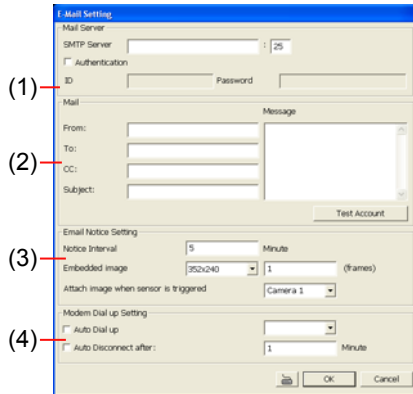 E-Mail Setting
Mail Server
SMTP Server : 25
Authentication
(1)
ID Password
Mail
Message
From:
To:
(2)
CC:
Subject:
Test Account
Email Notice Setting
Notice Interval 5 Minute
(3)
Embedded image 352x240 1 (frames)
Attach image when sensor is triggered Camera 1
Modem Dial up Setting
Auto Dial up
(4)
Auto Disconnect after: 1 Minute
OK Cancel